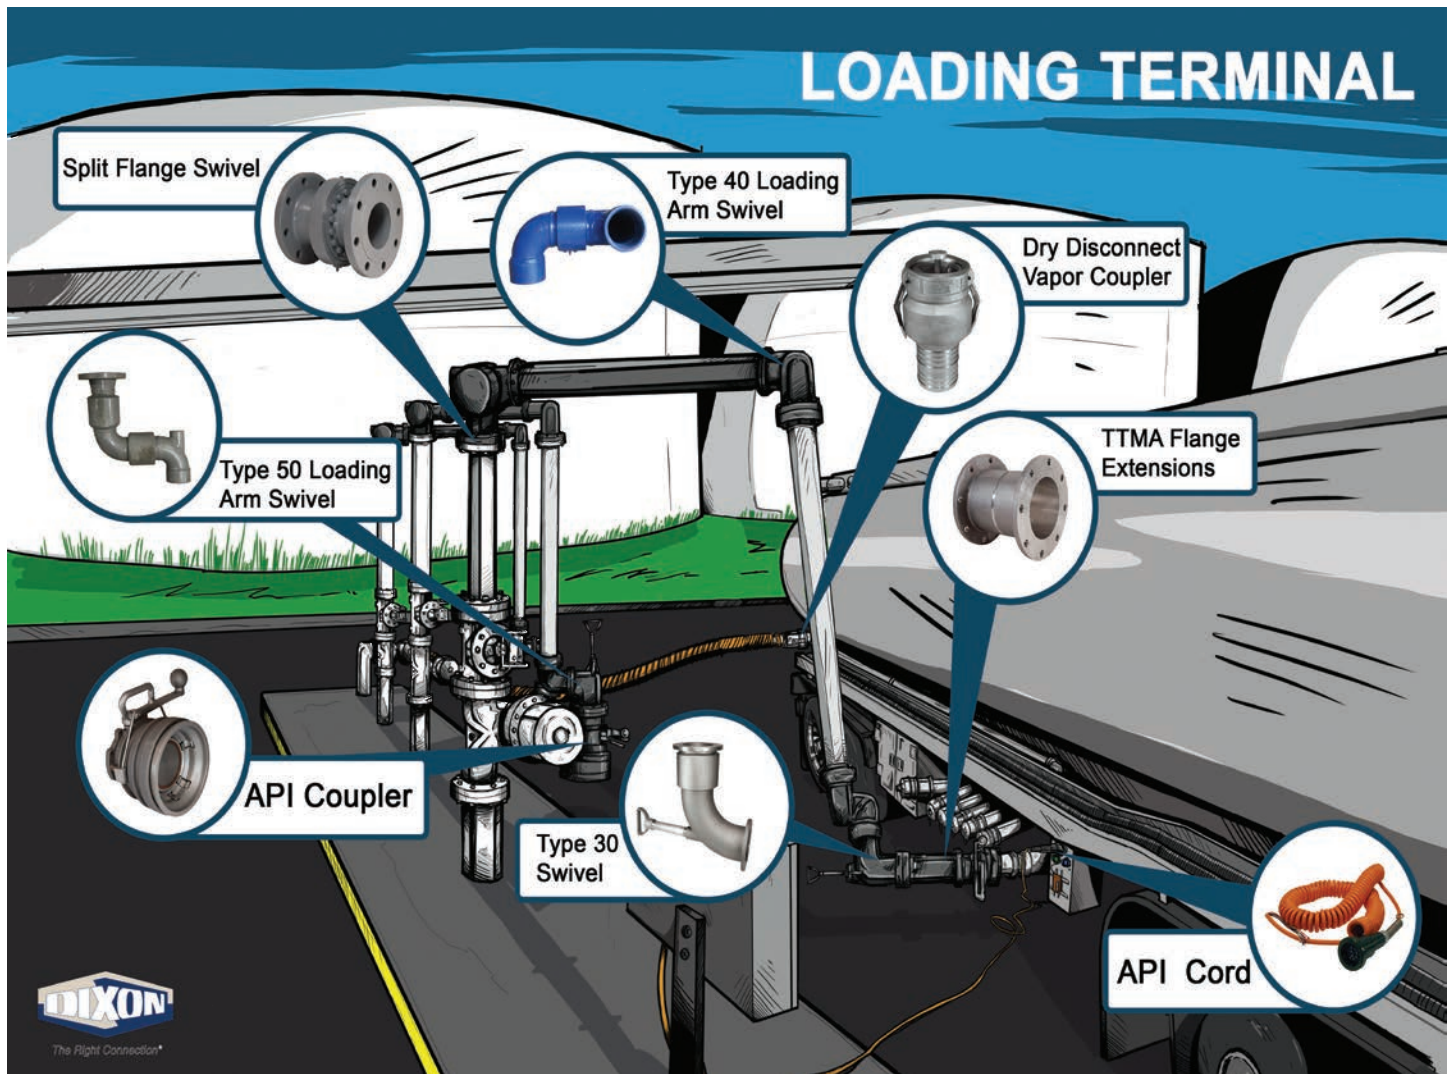 LOADING TERMINAL
Split Flange Swivel
Type 40 Loading
Arm Swivel
Dry Disconnect
Vapor Coupler
TTMA Flange
Extensions
Type 50 Loading
Arm Swivel
API Coupler
Type 30
Swivel
API Cord
DIXON
The Right Connection®